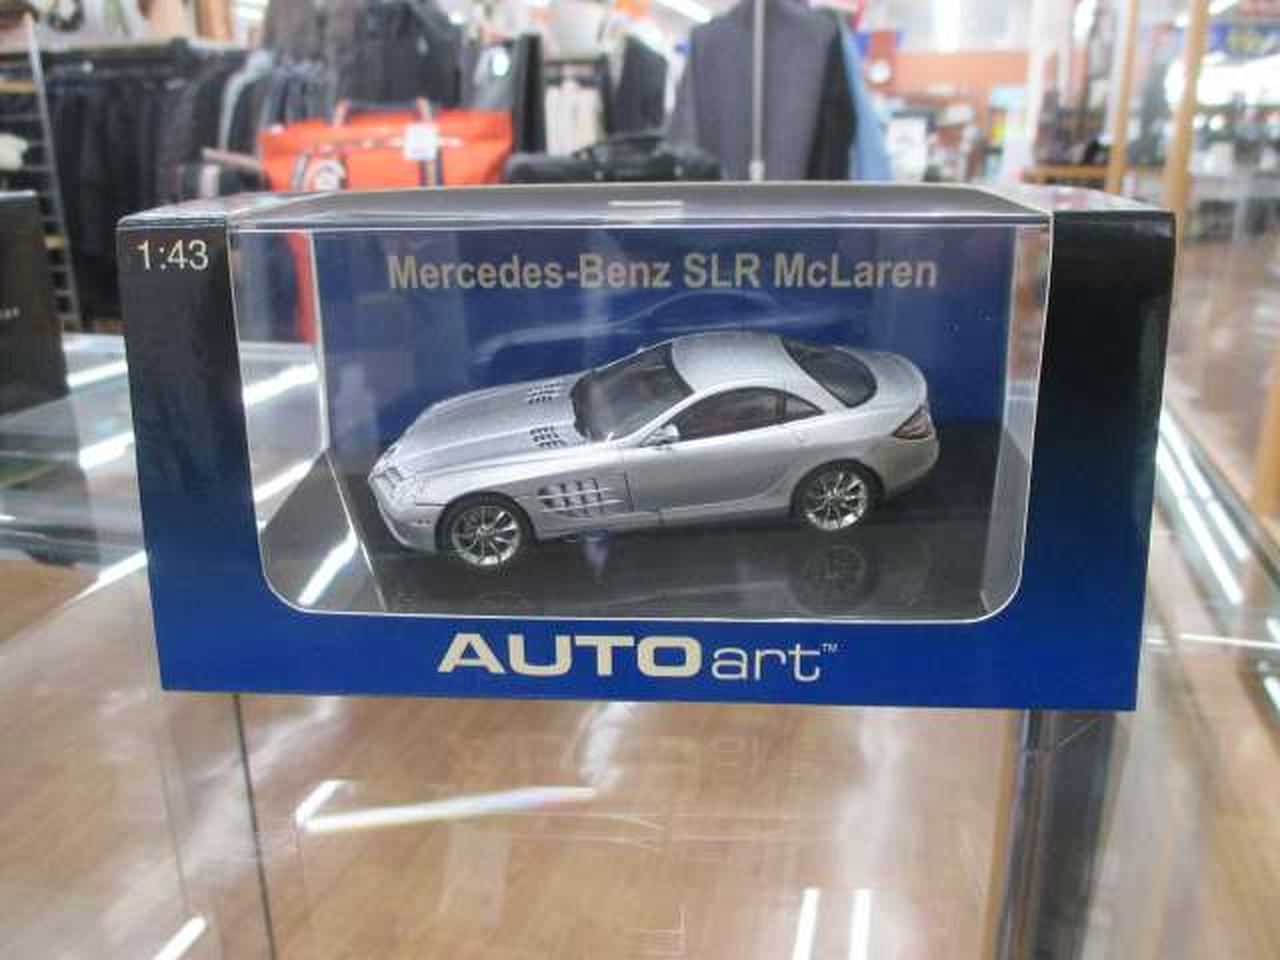 1:43
Mercedes-Benz SLR McLaren
AUTOart™